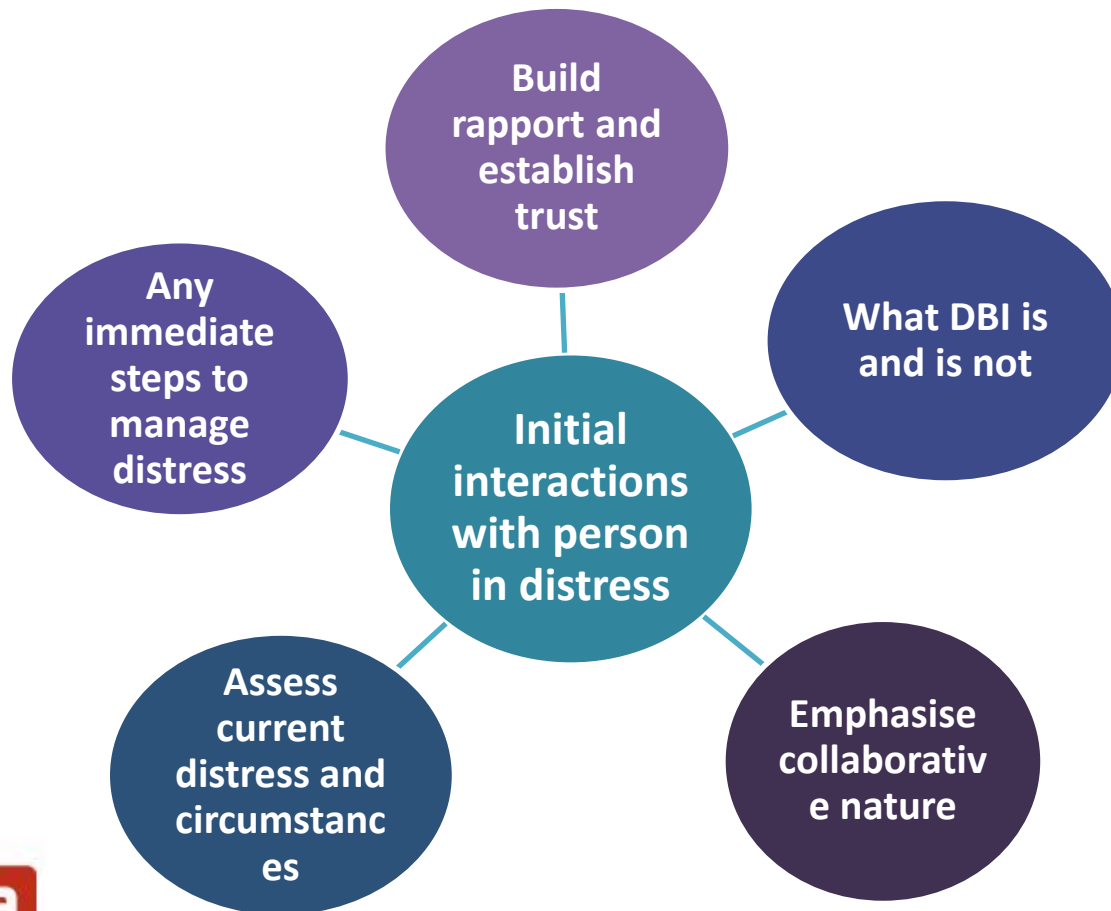 Build
rapport and
establish
trust
What DBI is
and is not
Emphasise
collaborativ
e nature
Assess
current
distress and
circumstanc
es
Any
immediate
steps to
manage
distress
Initial
interactions
with person
in distress